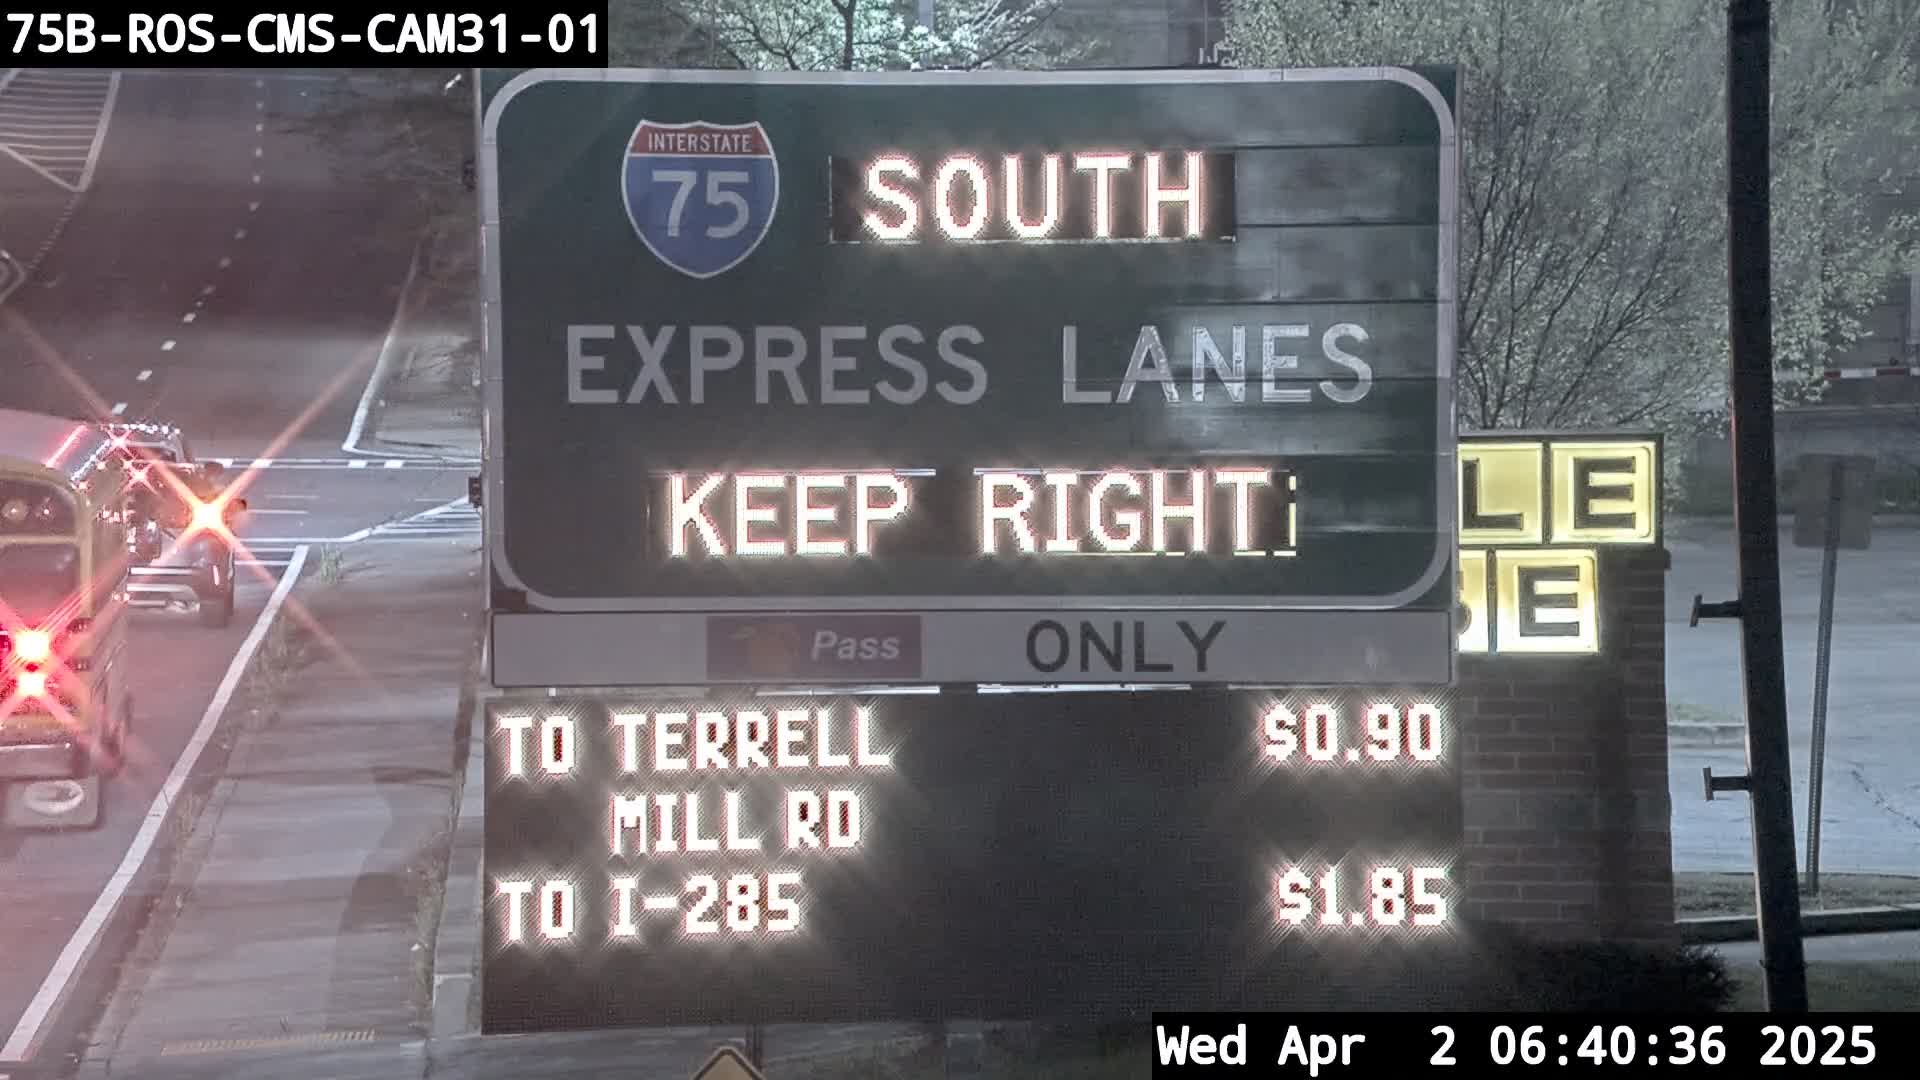 75B-ROS-CMS-CAM31-01
INTERSTATE
75
SOUTH
EXPRESS LANES
KEEP RIGHT
Pass ONLY
TO TERRELL $0.90
MILL RD
TO I-285 $1.85
LE
E
Wed Apr 2 06:40:36 2025